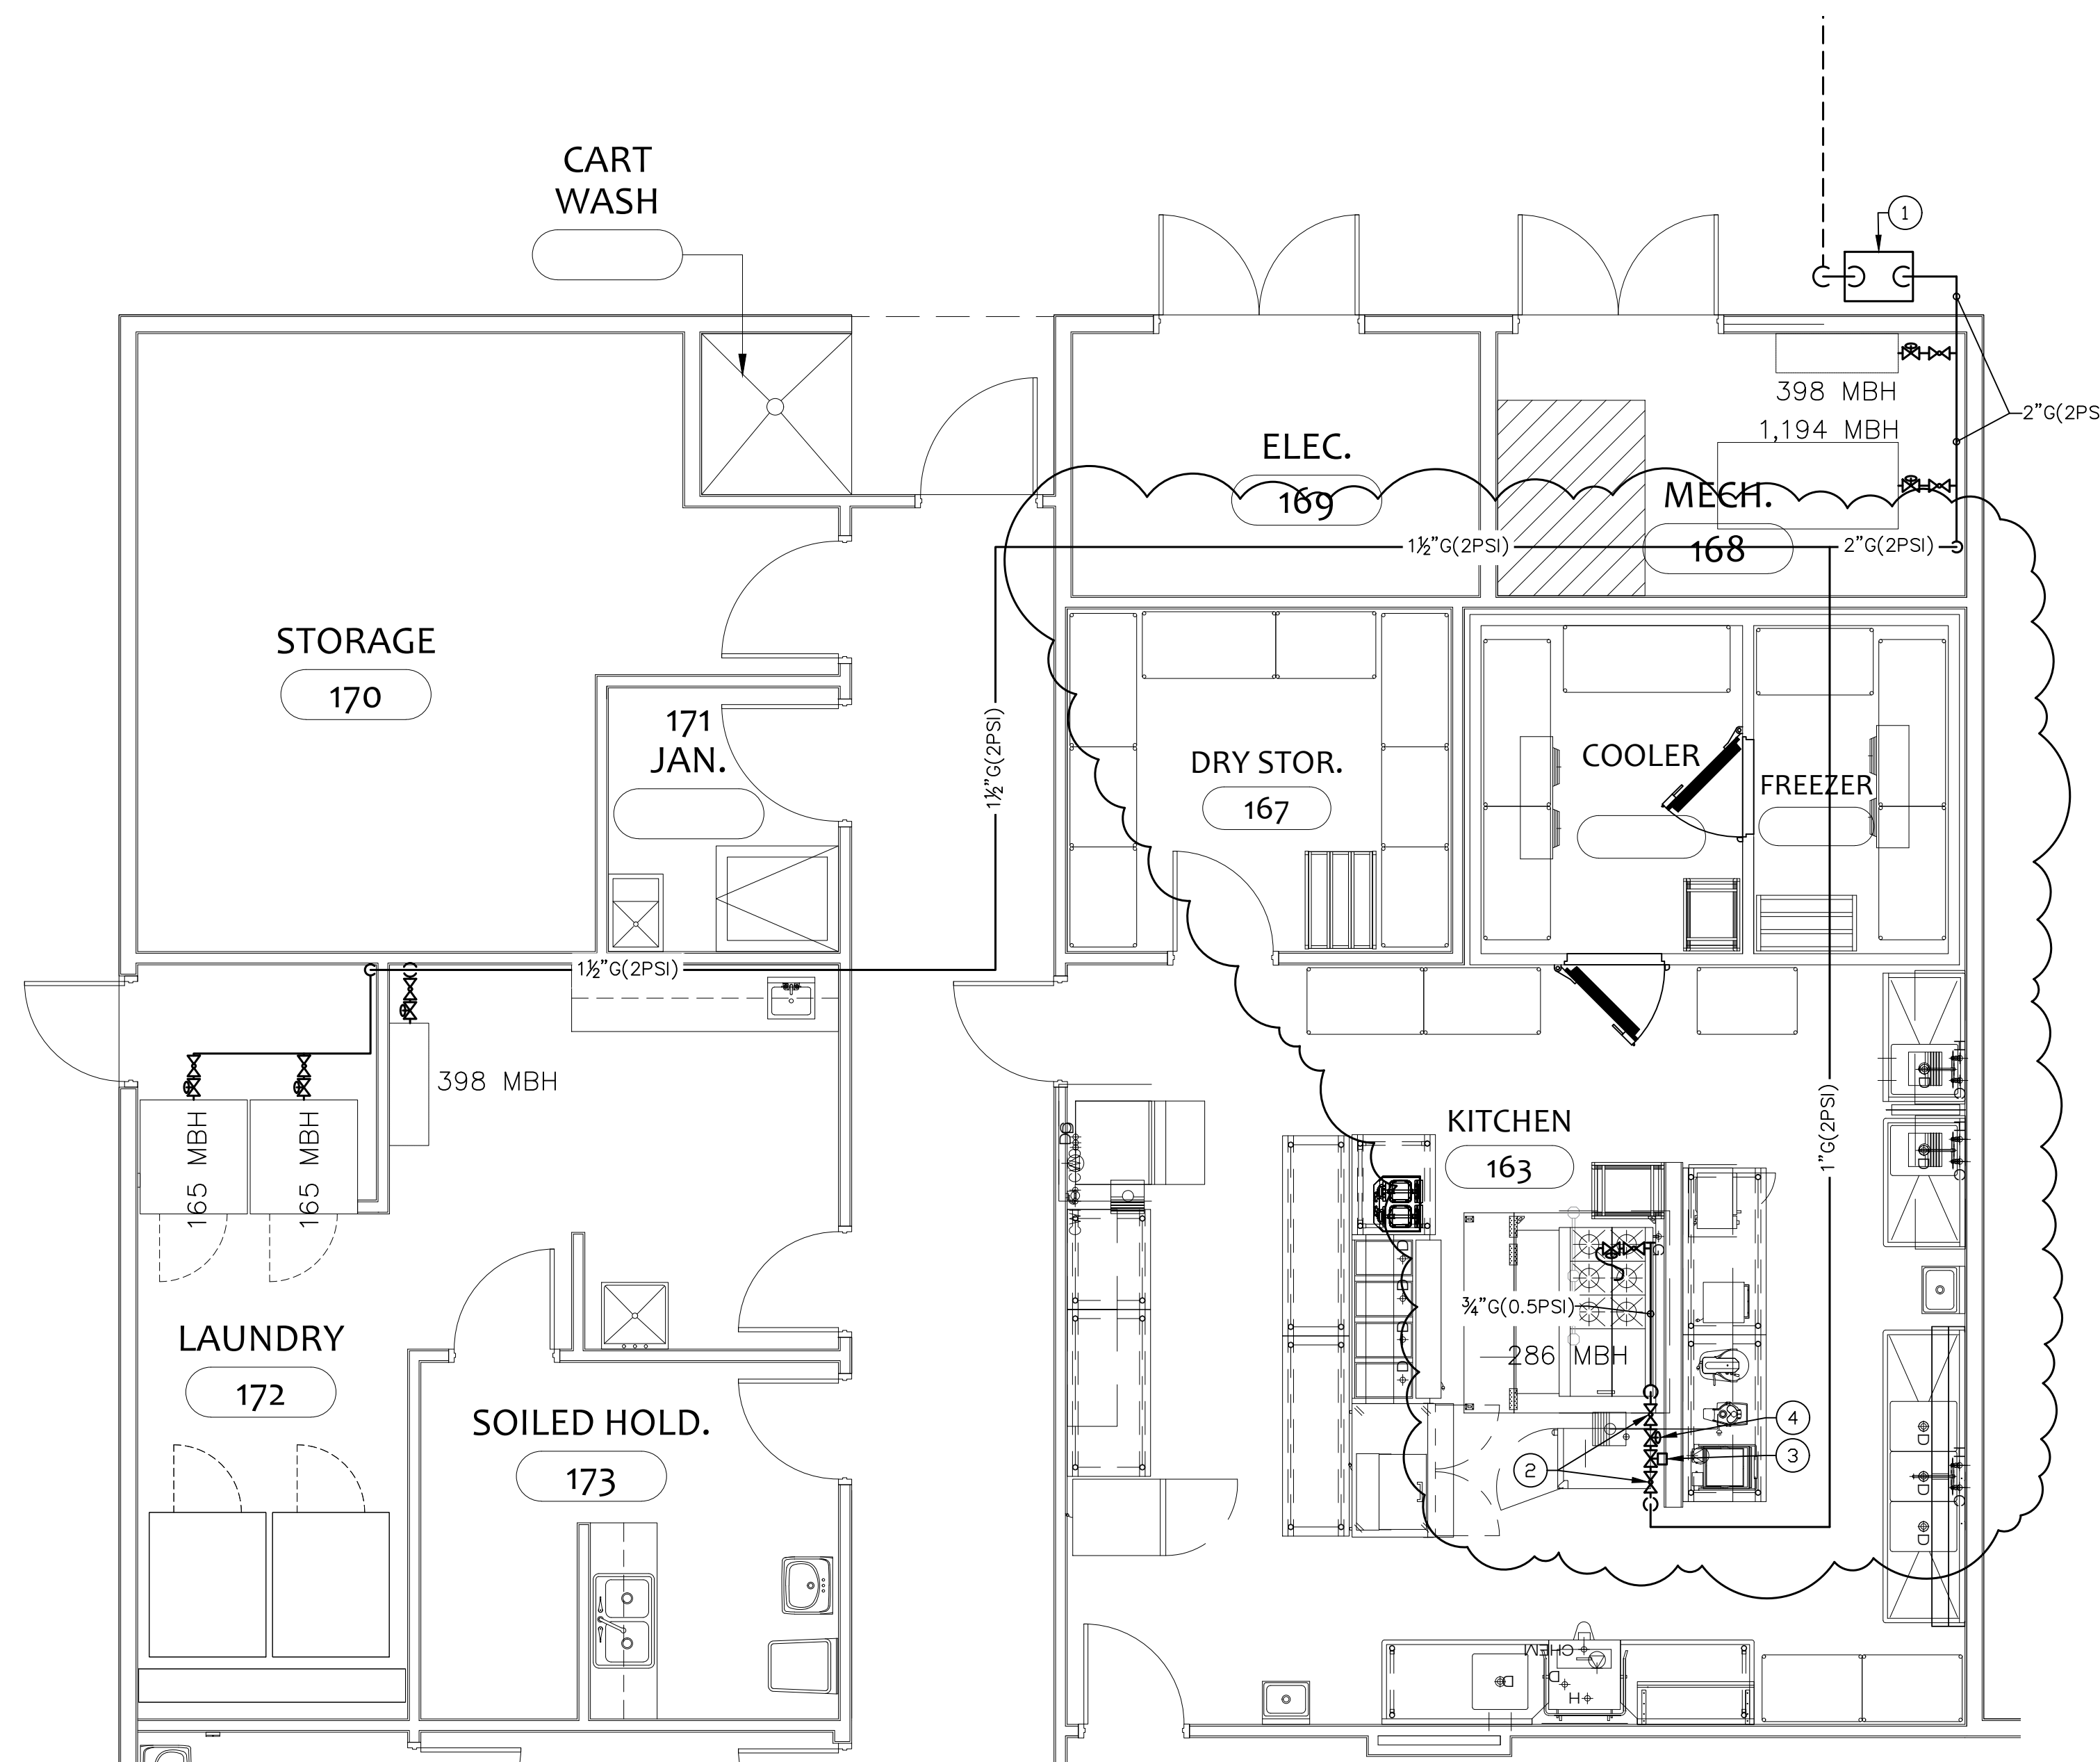 CART
WASH
1
398 MBH
1,194 MBH
2"G(2PS
ELEC.
169
MECH.
168
1½"G(2PSI)
2"G(2PSI)
STORAGE
170
171
JAN.
1½"G(2PSI)
DRY STOR.
167
COOLER
FREEZER
1½"G(2PSI)
398 MBH
165 MBH
165 MBH
KITCHEN
163
1"G(2PSI)
¾"G(0.5PSI)
286 MBH
LAUNDRY
172
SOILED HOLD.
173
4
3
2
G
D
D
D
D
D
D
D
D
D
CHEM
D
D
H